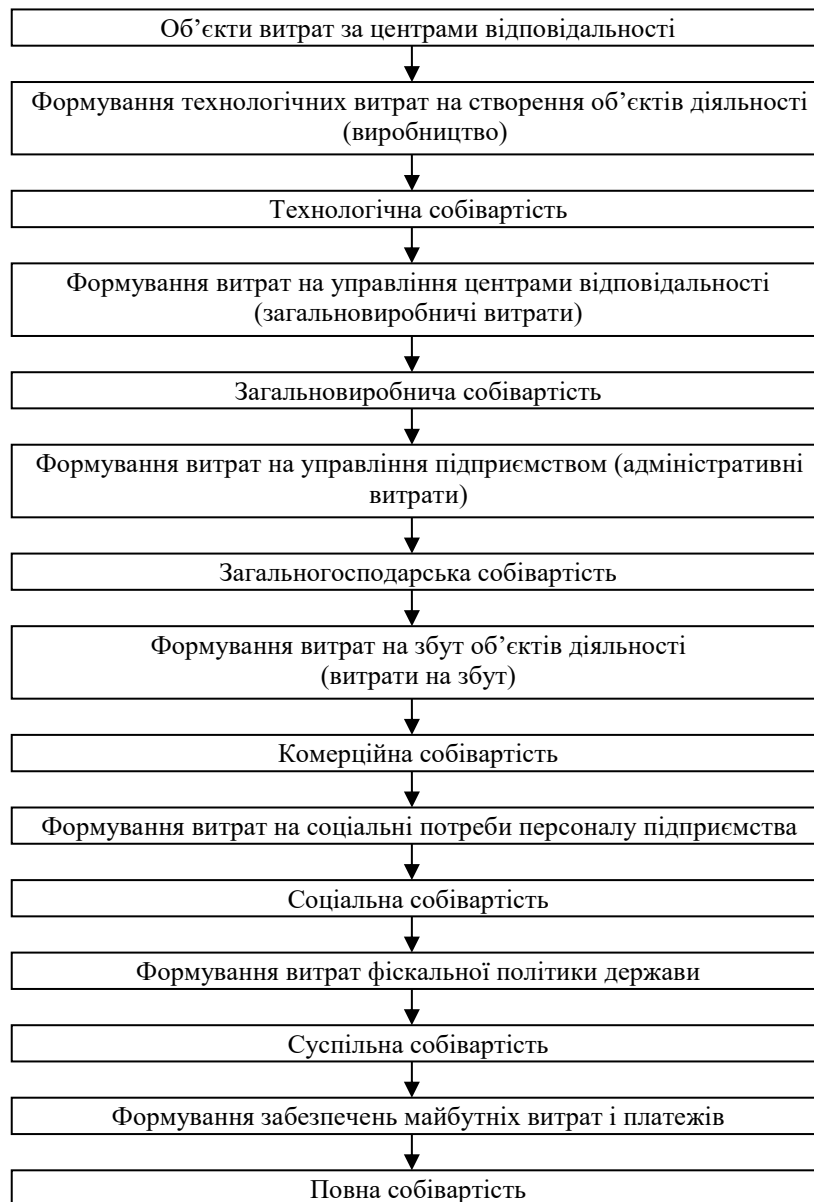 Об’єкти витрат за центрами відповідальності
Формування технологічних витрат на створення об’єктів діяльності
(виробництво)
Технологічна собівартість
Формування витрат на управління центрами відповідальності
(загальновиробничі витрати)
Загальновиробнича собівартість
Формування витрат на управління підприємством (адміністративні
витрати)
Загальногосподарська собівартість
Формування витрат на збут об’єктів діяльності
(витрати на збут)
Комерційна собівартість
Формування витрат на соціальні потреби персоналу підприємства
Соціальна собівартість
Формування витрат фіскальної політики держави
Суспільна собівартість
Формування забезпечень майбутніх витрат і платежів
Повна собівартість